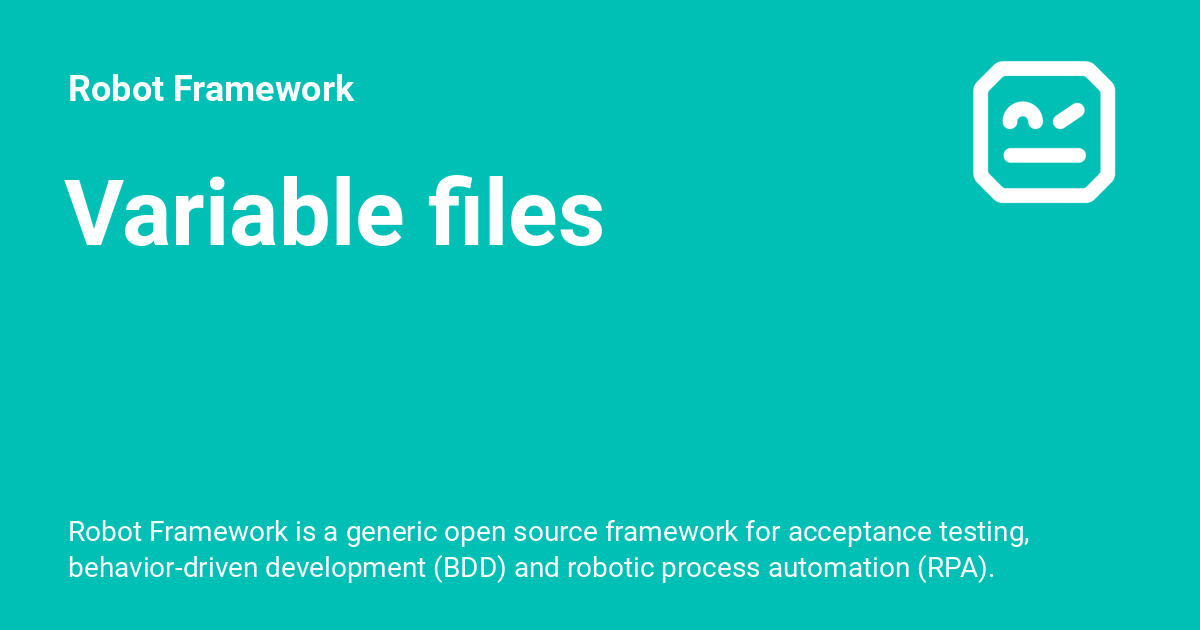 Robot Framework
Variable files
Robot Framework is a generic open source framework for acceptance testing,
behavior-driven development (BDD) and robotic process automation (RPA).